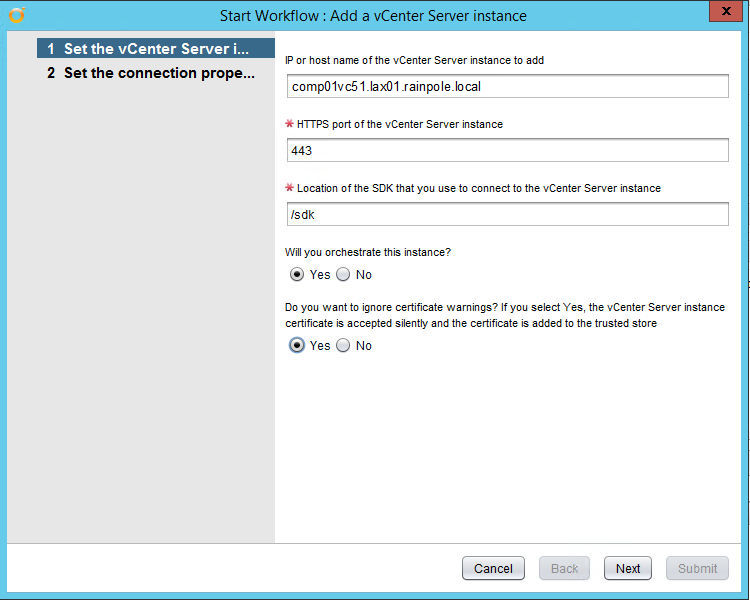 Start Workflow : Add a vCenter Server instance
x
1 Set the vCenter Server i...
2 Set the connection prope...
IP or host name of the vCenter Server instance to add
comp01vc51.lax01.rainpole.local
* HTTPS port of the vCenter Server instance
443
* Location of the SDK that you use to connect to the vCenter Server instance
/sdk
Will you orchestrate this instance?
Yes No
Do you want to ignore certificate warnings? If you select Yes, the vCenter Server instance
certificate is accepted silently and the certificate is added to the trusted store
Yes No
Cancel Back Next Submit